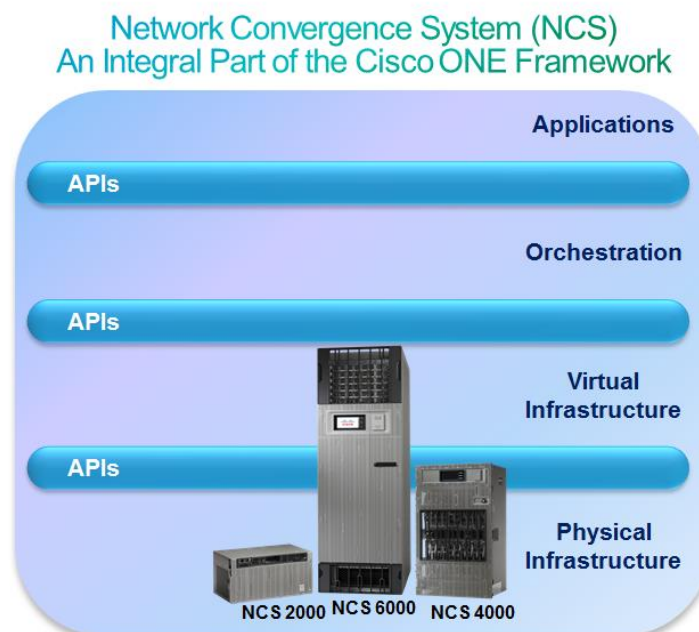 Network Convergence System (NCS)
An Integral Part of the Cisco ONE Framework
Applications
APIs
Orchestration
APIs
Virtual
Infrastructure
APIs
Physical
Infrastructure
NCS 2000 NCS 6000 NCS 4000